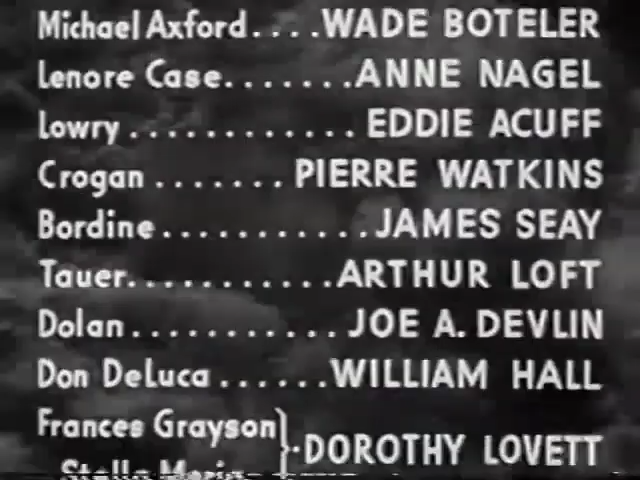 Michael Axford....WADE BOTELER
Lenore Case.......ANNE NAGEL
Lowry.............EDDIE ACUFF
Crogan.......PIERRE WATKINS
Bordine...........JAMES SEAY
Tauer............ARTHUR LOFT
Dolan...........JOE A. DEVLIN
Don DeLuca......WILLIAM HALL
Frances Grayson
}.DOROTHY LOVETT